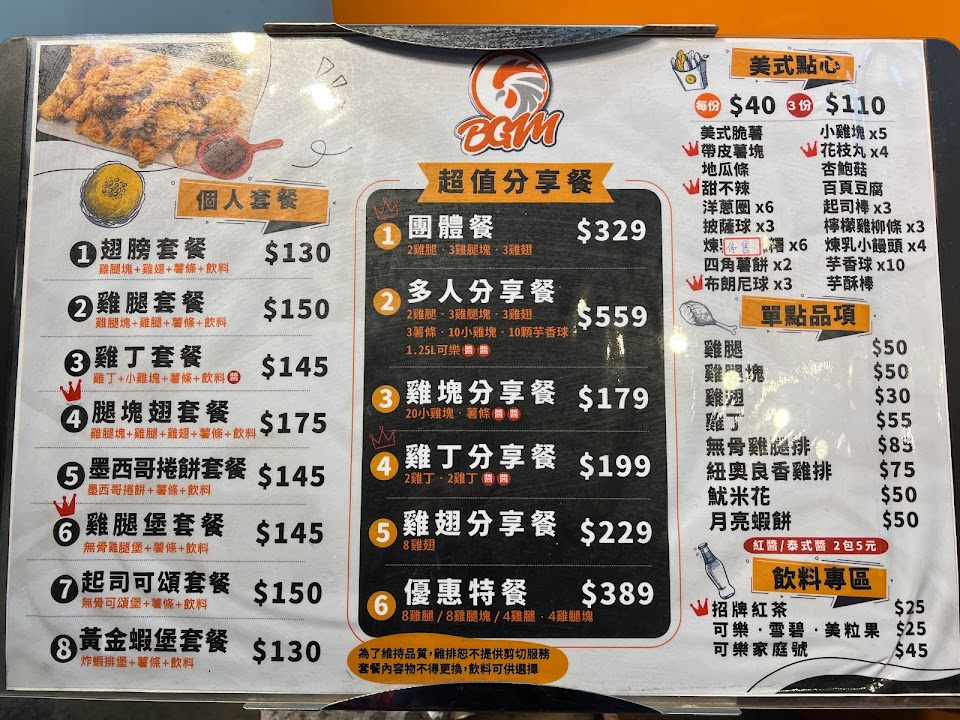 個人套餐
1 翅膀套餐 $130
雞腿塊+雞翅+薯條+飲料
2 雞腿套餐 $150
雞腿塊+雞腿+薯條+飲料
3 雞丁套餐 $145
雞丁+小雞塊+薯條+飲料 醬
4 腿塊翅套餐 $175
雞腿塊+雞腿+雞翅+薯條+飲料
5 墨西哥捲餅套餐 $145
墨西哥捲餅+薯條+飲料
6 雞腿堡套餐 $145
無骨雞腿堡+薯條+飲料
7 起司可頌套餐 $150
無骨可頌堡+薯條+飲料
8 黃金蝦堡套餐 $130
炸蝦排堡+薯條+飲料
BGM
超值分享餐
1 團體餐 $329
2雞腿．3雞腿塊．3雞翅
2 多人分享餐 $559
2雞腿．3雞腿塊．3雞翅
3薯條．10小雞塊．10顆芋香球
1.25L可樂 醬 醬
3 雞塊分享餐 $179
20小雞塊．薯條 醬 醬
4 雞丁分享餐 $199
2雞丁．2雞丁 醬 醬
5 雞翅分享餐 $229
8雞翅
6 優惠特餐 $389
8雞腿/8雞腿塊/4雞腿．4雞腿塊
為了維持品質,雞排恕不提供剪切服務
套餐內容物不得更換,飲料可供選擇
美式點心
每份 $40 3份 $110
美式脆薯 小雞塊 x5
帶皮薯塊 花枝丸 x4
地瓜條 杏鮑菇
甜不辣 百頁豆腐
洋蔥圈 x6 起司棒 x3
披薩球 x3 檸檬雞柳條 x3
煉 售 x6 煉乳小饅頭 x4
四角薯餅 x2 芋香球 x10
布朗尼球 x3 芋酥棒
單點品項
雞腿 $50
雞腿塊 $50
雞翅 $30
雞丁 $55
無骨雞腿排 $85
紐奧良香雞排 $75
魷米花 $50
月亮蝦餅 $50
紅醬/泰式醬 2包5元
飲料專區
招牌紅茶 $25
可樂．雪碧．美粒果 $25
可樂家庭號 $45